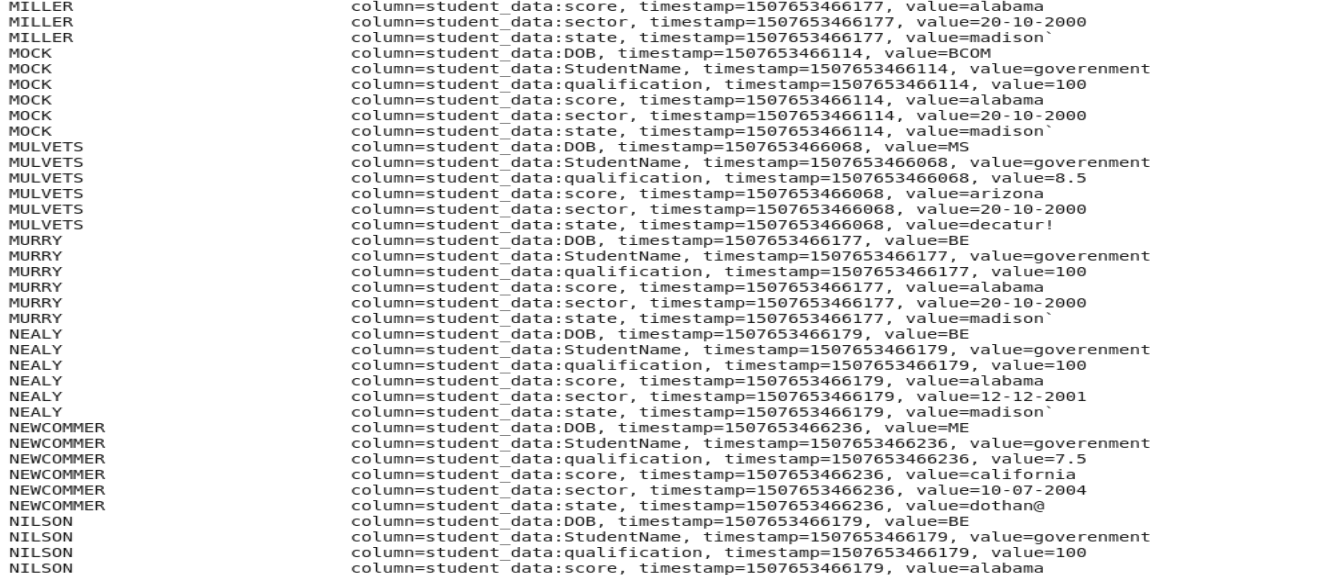 MILLER column=student_data:score, timestamp=1507653466177, value=alabama
MILLER column=student_data:sector, timestamp=1507653466177, value=20-10-2000
MILLER column=student_data:state, timestamp=1507653466177, value=madison`
MOCK column=student_data:DOB, timestamp=1507653466114, value=BCOM
MOCK column=student_data:StudentName, timestamp=1507653466114, value=goverenment
MOCK column=student_data:qualification, timestamp=1507653466114, value=100
MOCK column=student_data:score, timestamp=1507653466114, value=alabama
MOCK column=student_data:sector, timestamp=1507653466114, value=20-10-2000
MOCK column=student_data:state, timestamp=1507653466114, value=madison`
MULVETS column=student_data:DOB, timestamp=1507653466068, value=MS
MULVETS column=student_data:StudentName, timestamp=1507653466068, value=goverenment
MULVETS column=student_data:qualification, timestamp=1507653466068, value=8.5
MULVETS column=student_data:score, timestamp=1507653466068, value=arizona
MULVETS column=student_data:sector, timestamp=1507653466068, value=20-10-2000
MULVETS column=student_data:state, timestamp=1507653466068, value=decatur!
MURRY column=student_data:DOB, timestamp=1507653466177, value=BE
MURRY column=student_data:StudentName, timestamp=1507653466177, value=goverenment
MURRY column=student_data:qualification, timestamp=1507653466177, value=100
MURRY column=student_data:score, timestamp=1507653466177, value=alabama
MURRY column=student_data:sector, timestamp=1507653466177, value=20-10-2000
MURRY column=student_data:state, timestamp=1507653466177, value=madison`
NEALY column=student_data:DOB, timestamp=1507653466179, value=BE
NEALY column=student_data:StudentName, timestamp=1507653466179, value=goverenment
NEALY column=student_data:qualification, timestamp=1507653466179, value=100
NEALY column=student_data:score, timestamp=1507653466179, value=alabama
NEALY column=student_data:sector, timestamp=1507653466179, value=12-12-2001
NEALY column=student_data:state, timestamp=1507653466179, value=madison`
NEWCOMMER column=student_data:DOB, timestamp=1507653466236, value=ME
NEWCOMMER column=student_data:StudentName, timestamp=1507653466236, value=goverenment
NEWCOMMER column=student_data:qualification, timestamp=1507653466236, value=7.5
NEWCOMMER column=student_data:score, timestamp=1507653466236, value=california
NEWCOMMER column=student_data:sector, timestamp=1507653466236, value=10-07-2004
NEWCOMMER column=student_data:state, timestamp=1507653466236, value=dothan@
NILSON column=student_data:DOB, timestamp=1507653466179, value=BE
NILSON column=student_data:StudentName, timestamp=1507653466179, value=goverenment
NILSON column=student_data:qualification, timestamp=1507653466179, value=100
NILSON column=student_data:score, timestamp=1507653466179, value=alabama